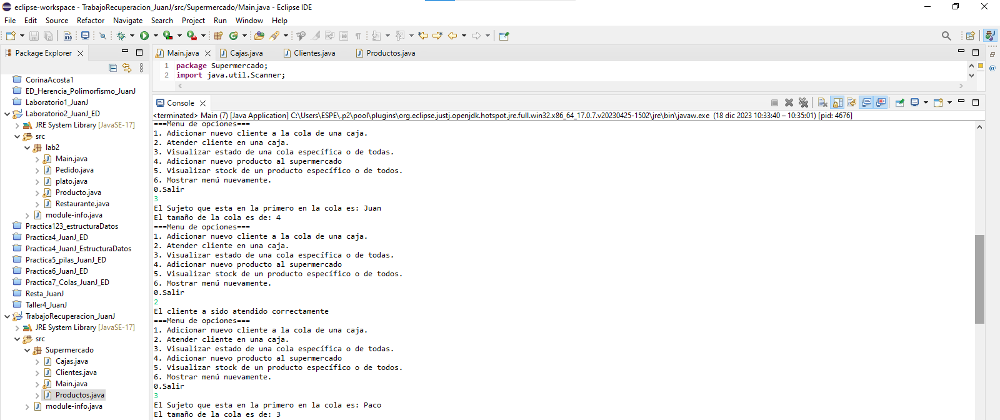 eclipse-workspace - TrabajoRecuperacion_JuanJ/src/Supermercado/Main.java - Eclipse IDE
File Edit Source Refactor Navigate Search Project Run Window Help
Package Explorer
CorinaAcosta1
ED_Herencia_Polimorfismo_JuanJ
Laboratorio1_JuanJ
Laboratorio2_JuanJ_ED
JRE System Library [JavaSE-17]
src
lab2
Main.java
Pedido.java
plato.java
Producto.java
Restaurante.java
module-info.java
Practica123_estructuraDatos
Practica4_JuanJ_ED
Practica4_JuanJ_EstructuraDatos
Practica5_pilas_JuanJ_ED
Practica6_JuanJ_ED
Practica7_Colas_JuanJ_ED
Resta_JuanJ
Taller4_JuanJ
TrabajoRecuperacion_JuanJ
JRE System Library [JavaSE-17]
src
Supermercado
Cajas.java
Clientes.java
Main.java
Productos.java
module-info.java
Main.java Cajas.java Clientes.java Productos.java
1 package Supermercado;
2 import java.util.Scanner;
Console
<terminated> Main (7) [Java Application] C:\Users\ESPE\.p2\pool\plugins\org.eclipse.justj.openjdk.hotspot.jre.full.win32.x86_64_17.0.7.v20230425-1502\jre\bin\javaw.exe (18 dic 2023 10:33:40 – 10:35:01) [pid: 4676]
===Menu de opciones===
1. Adicionar nuevo cliente a la cola de una caja.
2. Atender cliente en una caja.
3. Visualizar estado de una cola específica o de todas.
4. Adicionar nuevo producto al supermercado
5. Visualizar stock de un producto específico o de todos.
6. Mostrar menú nuevamente.
0.Salir
3
El Sujeto que esta en la primero en la cola es: Juan
El tamaño de la cola es de: 4
===Menu de opciones===
1. Adicionar nuevo cliente a la cola de una caja.
2. Atender cliente en una caja.
3. Visualizar estado de una cola específica o de todas.
4. Adicionar nuevo producto al supermercado
5. Visualizar stock de un producto específico o de todos.
6. Mostrar menú nuevamente.
0.Salir
2
El cliente a sido atendido correctamente
===Menu de opciones===
1. Adicionar nuevo cliente a la cola de una caja.
2. Atender cliente en una caja.
3. Visualizar estado de una cola específica o de todas.
4. Adicionar nuevo producto al supermercado
5. Visualizar stock de un producto específico o de todos.
6. Mostrar menú nuevamente.
0.Salir
3
El Sujeto que esta en la primero en la cola es: Paco
El tamaño de la cola es de: 3